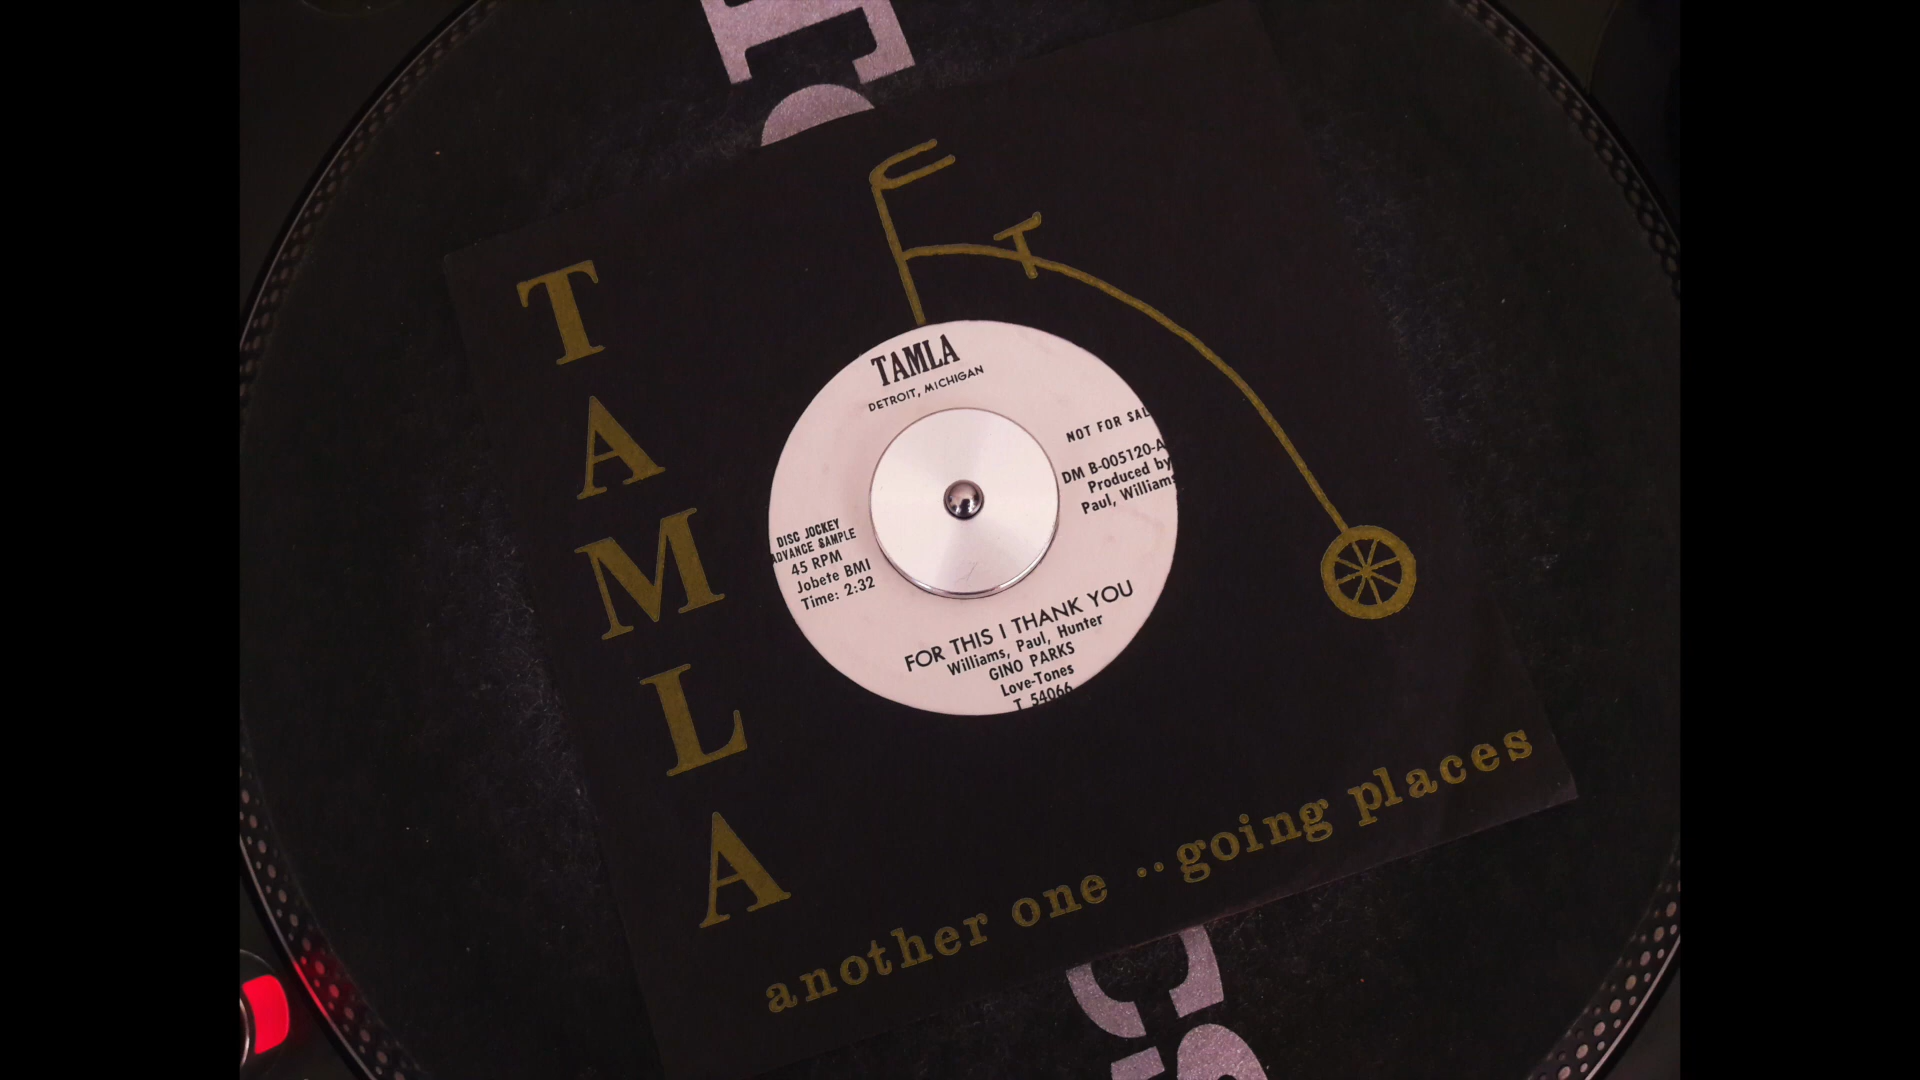 TAMLA
TAMLA
DETROIT, MICHIGAN
NOT FOR SAL
DM B-005120-A
Produced by
Paul, Williams
DISC JOCKEY
ADVANCE SAMPLE
45 RPM
Jobete BMI
Time: 2:32
FOR THIS I THANK YOU
Williams, Paul, Hunter
GINO PARKS
Love-Tones
T 54066
another one ·· going places